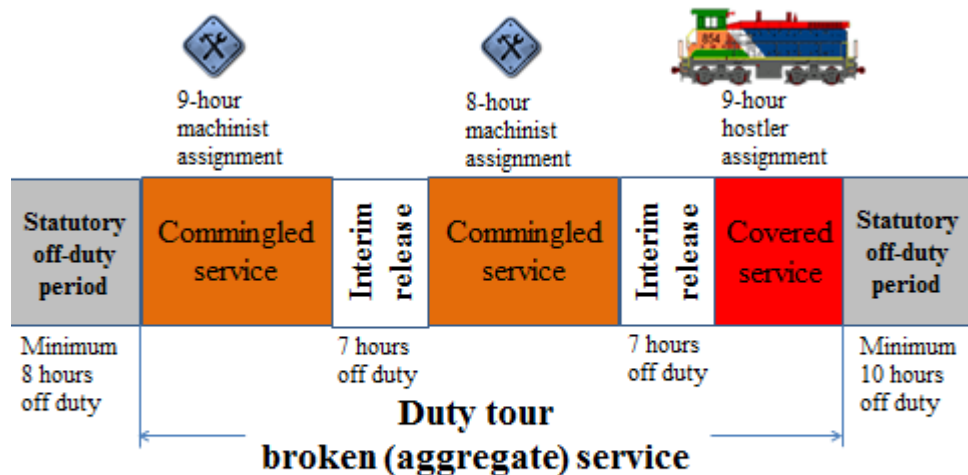 854
9-hour
machinist
assignment
8-hour
machinist
assignment
9-hour
hostler
assignment
Statutory
off-duty
period
Commingled
service
Interim
release
Commingled
service
Interim
release
Covered
service
Statutory
off-duty
period
Minimum
8 hours
off duty
7 hours
off duty
7 hours
off duty
Minimum
10 hours
off duty
Duty tour
broken (aggregate) service